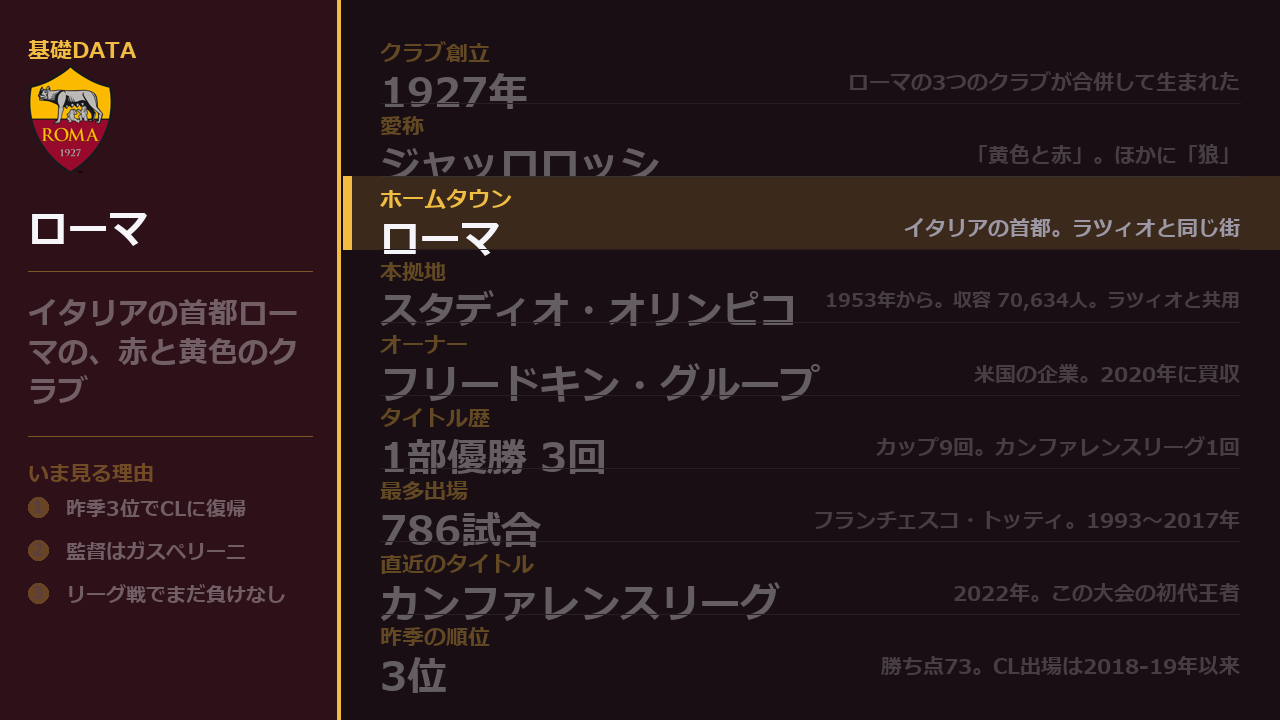 基礎DATA
ROMA
1927
ローマ
イタリアの首都ロー
マの、赤と黄色のク
ラブ
いま見る理由
昨季3位でCLに復帰
監督はガスペリーニ
リーグ戦でまだ負けなし
クラブ創立
1927年
ローマの3つのクラブが合併して生まれた
愛称
ジャッロロッシ
「黄色と赤」。ほかに「狼」
ホームタウン
ローマ
イタリアの首都。ラツィオと同じ街
本拠地
スタディオ・オリンピコ
1953年から。収容 70,634人。ラツィオと共用
オーナー
フリードキン・グループ
米国の企業。2020年に買収
タイトル歴
1部優勝 3回
カップ9回。カンファレンスリーグ1回
最多出場
786試合
フランチェスコ・トッティ。1993〜2017年
直近のタイトル
カンファレンスリーグ
2022年。この大会の初代王者
昨季の順位
3位
勝ち点73。CL出場は2018-19年以来